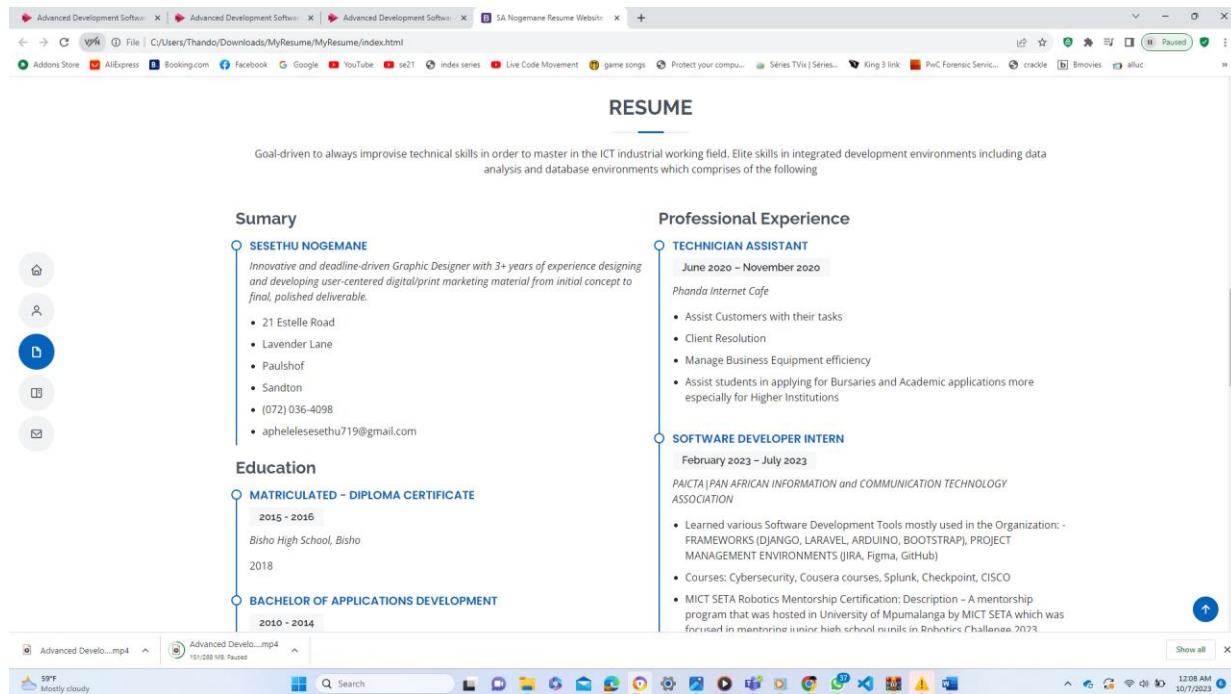 Advanced Development Softwar
Advanced Development Softwar
Advanced Development Softwar
SA Nogemane Resume Website
VPN
File
C:/Users/Thando/Downloads/MyResume/MyResume/index.html
Paused
Addons Store
AliExpress
Booking.com
Facebook
Google
YouTube
se21
index series
Live Code Movement
game songs
Protect your compu...
Séries TVix | Séries...
King 3 link
PwC Forensic Servic...
crackle
Bmovies
alluc
RESUME
Goal-driven to always improvise technical skills in order to master in the ICT industrial working field. Elite skills in integrated development environments including data
analysis and database environments which comprises of the following
Sumary
SESETHU NOGEMANE
Innovative and deadline-driven Graphic Designer with 3+ years of experience designing
and developing user-centered digital/print marketing material from initial concept to
final, polished deliverable.
21 Estelle Road
Lavender Lane
Paulshof
Sandton
(072) 036-4098
aphelelesesethu719@gmail.com
Education
MATRICULATED - DIPLOMA CERTIFICATE
2015 - 2016
Bisho High School, Bisho
2018
BACHELOR OF APPLICATIONS DEVELOPMENT
2010 - 2014
Professional Experience
TECHNICIAN ASSISTANT
June 2020 – November 2020
Phanda Internet Cafe
Assist Customers with their tasks
Client Resolution
Manage Business Equipment efficiency
Assist students in applying for Bursaries and Academic applications more
especially for Higher Institutions
SOFTWARE DEVELOPER INTERN
February 2023 – July 2023
PAICTA|PAN AFRICAN INFORMATION and COMMUNICATION TECHNOLOGY
ASSOCIATION
Learned various Software Development Tools mostly used in the Organization: -
FRAMEWORKS (DJANGO, LARAVEL, ARDUINO, BOOTSTRAP), PROJECT
MANAGEMENT ENVIRONMENTS (JIRA, Figma, GitHub)
Courses: Cybersecurity, Cousera courses, Splunk, Checkpoint, CISCO
MICT SETA Robotics Mentorship Certification: Description – A mentorship
program that was hosted in University of Mpumalanga by MICT SETA which was
focused in mentoring junior high school pupils in Robotics Challenge 2023
Advanced Develo....mp4
Advanced Develo....mp4
161/288 MB, Paused
Show all
59°F
Mostly cloudy
Search
37
12:08 AM
10/7/2023